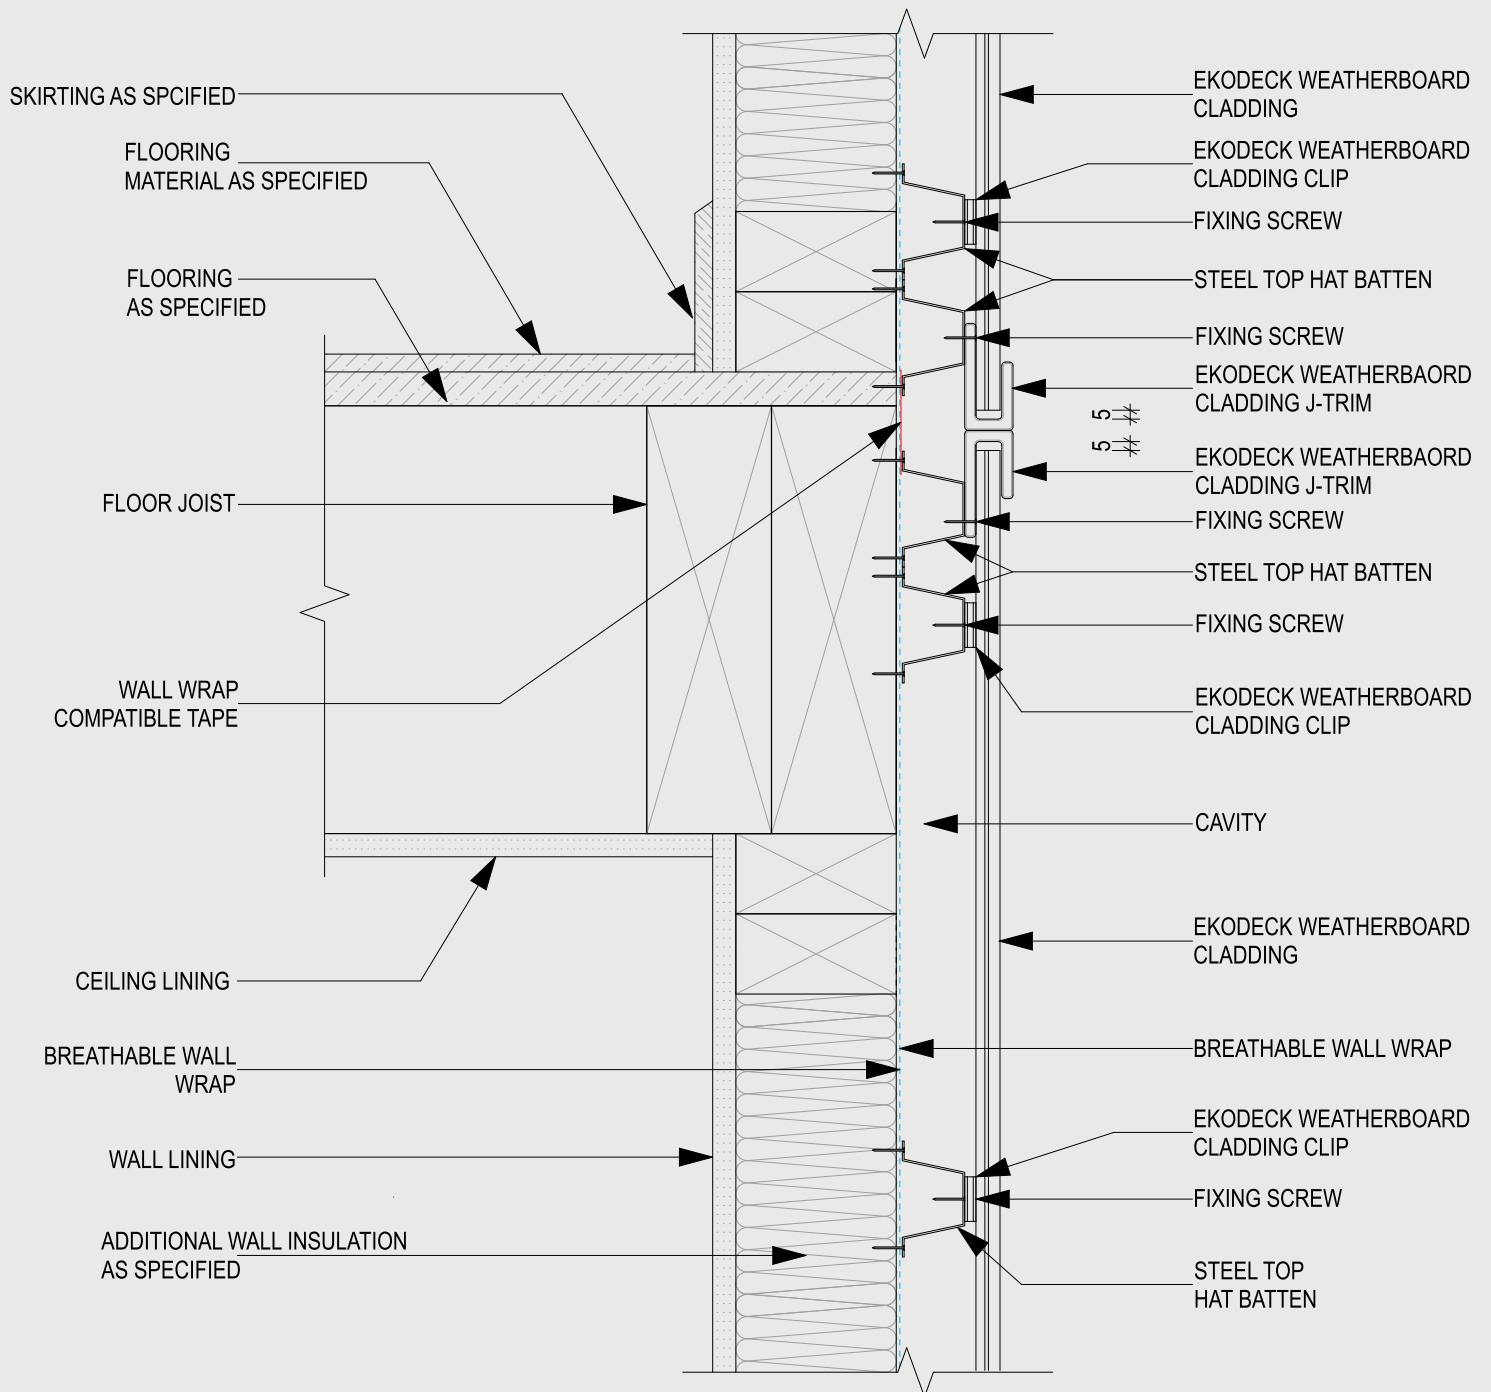 SKIRTING AS SPCIFIED
FLOORING
MATERIAL AS SPECIFIED
FLOORING
AS SPECIFIED
FLOOR JOIST
WALL WRAP
COMPATIBLE TAPE
CEILING LINING
BREATHABLE WALL
WRAP
WALL LINING
ADDITIONAL WALL INSULATION
AS SPECIFIED
EKODECK WEATHERBOARD
CLADDING
EKODECK WEATHERBOARD
CLADDING CLIP
FIXING SCREW
STEEL TOP HAT BATTEN
FIXING SCREW
EKODECK WEATHERBAORD
CLADDING J-TRIM
5
5
EKODECK WEATHERBAORD
CLADDING J-TRIM
FIXING SCREW
STEEL TOP HAT BATTEN
FIXING SCREW
EKODECK WEATHERBOARD
CLADDING CLIP
CAVITY
EKODECK WEATHERBOARD
CLADDING
BREATHABLE WALL WRAP
EKODECK WEATHERBOARD
CLADDING CLIP
FIXING SCREW
STEEL TOP
HAT BATTEN